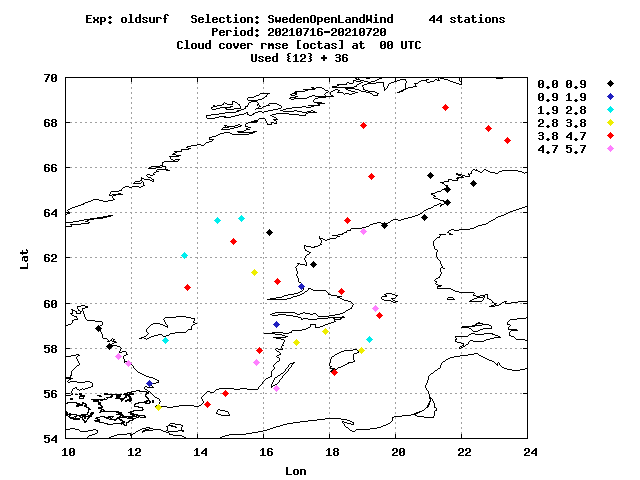 Exp: oldsurf   Selection: SwedenOpenLandWind     44 stations
Period: 20210716-20210720
Cloud cover rmse [octas] at  00 UTC
Used {12} + 36
70
68
66
64
62
60
58
56
54
Lat
10 12 14 16 18 20 22 24
Lon
0.0 0.9
0.9 1.9
1.9 2.8
2.8 3.8
3.8 4.7
4.7 5.7